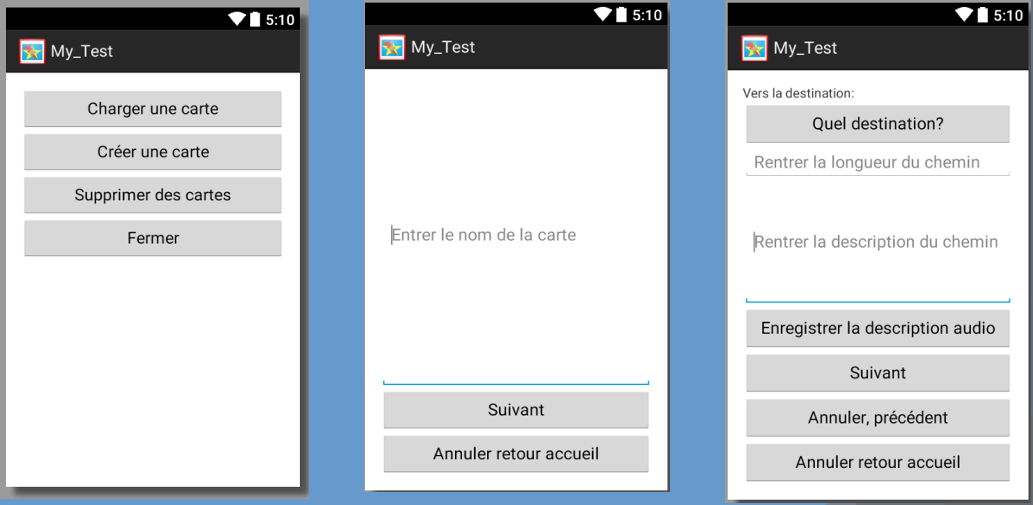 5:10
My_Test
Charger une carte
Créer une carte
Supprimer des cartes
Fermer
5:10
My_Test
Entrer le nom de la carte
Suivant
Annuler retour accueil
5:10
My_Test
Vers la destination:
Quel destination?
Rentrer la longueur du chemin
Rentrer la description du chemin
Enregistrer la description audio
Suivant
Annuler, précédent
Annuler retour accueil